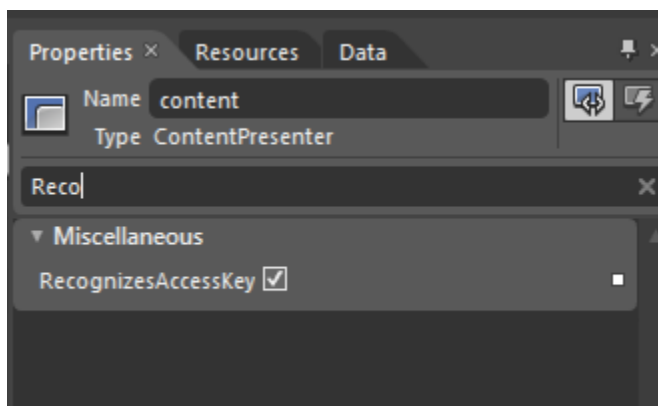 Properties Resources Data
Name content
Type ContentPresenter
Reco
Miscellaneous
RecognizesAccessKey